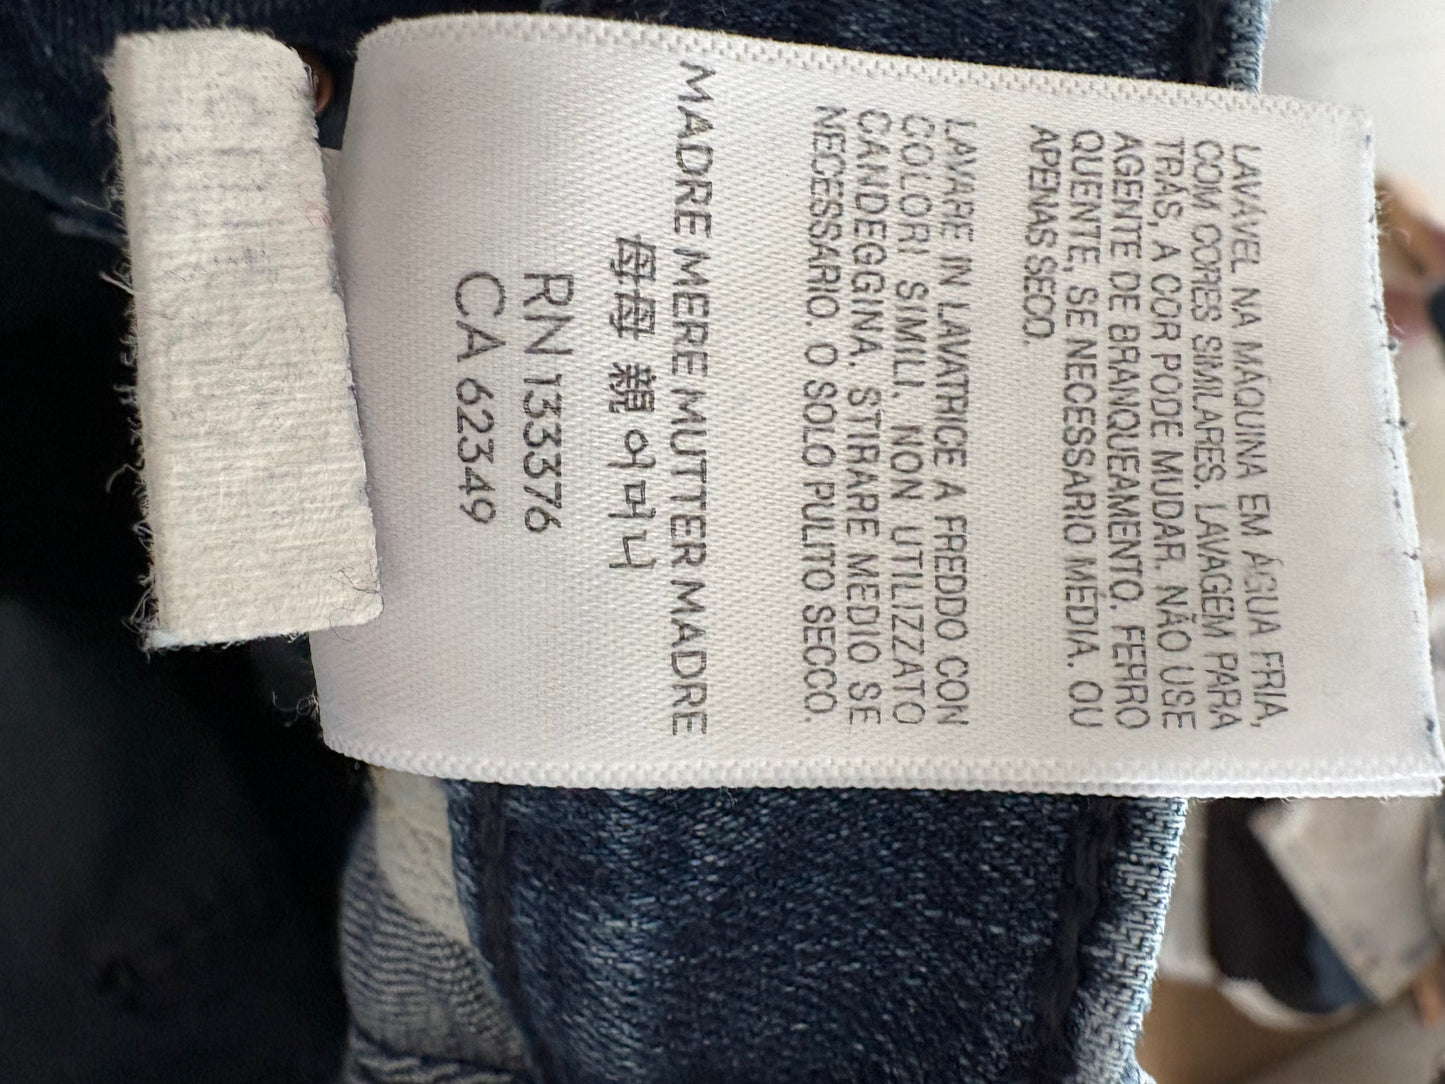 LAVÁVEL NA MÁQUINA EM ÁGUA FRIA,
COM CORES SIMILARES. LAVAGEM PARA
TRÁS, A COR PODE MUDAR. NÃO USE
AGENTE DE BRANQUEAMENTO. FERRO
QUENTE, SE NECESSARIO MÉDIA. OU
APENAS SECO.
LAVARE IN LAVATRICE A FREDDO CON
COLORI SIMILI. NON UTILIZZATO
CANDEGGINA. STIRARE MEDIO SE
NECESSARIO. O SOLO PULITO SECCO.
MADRE MERE MUTTER MADRE
母母親 어머니
RN 133376
CA 62349